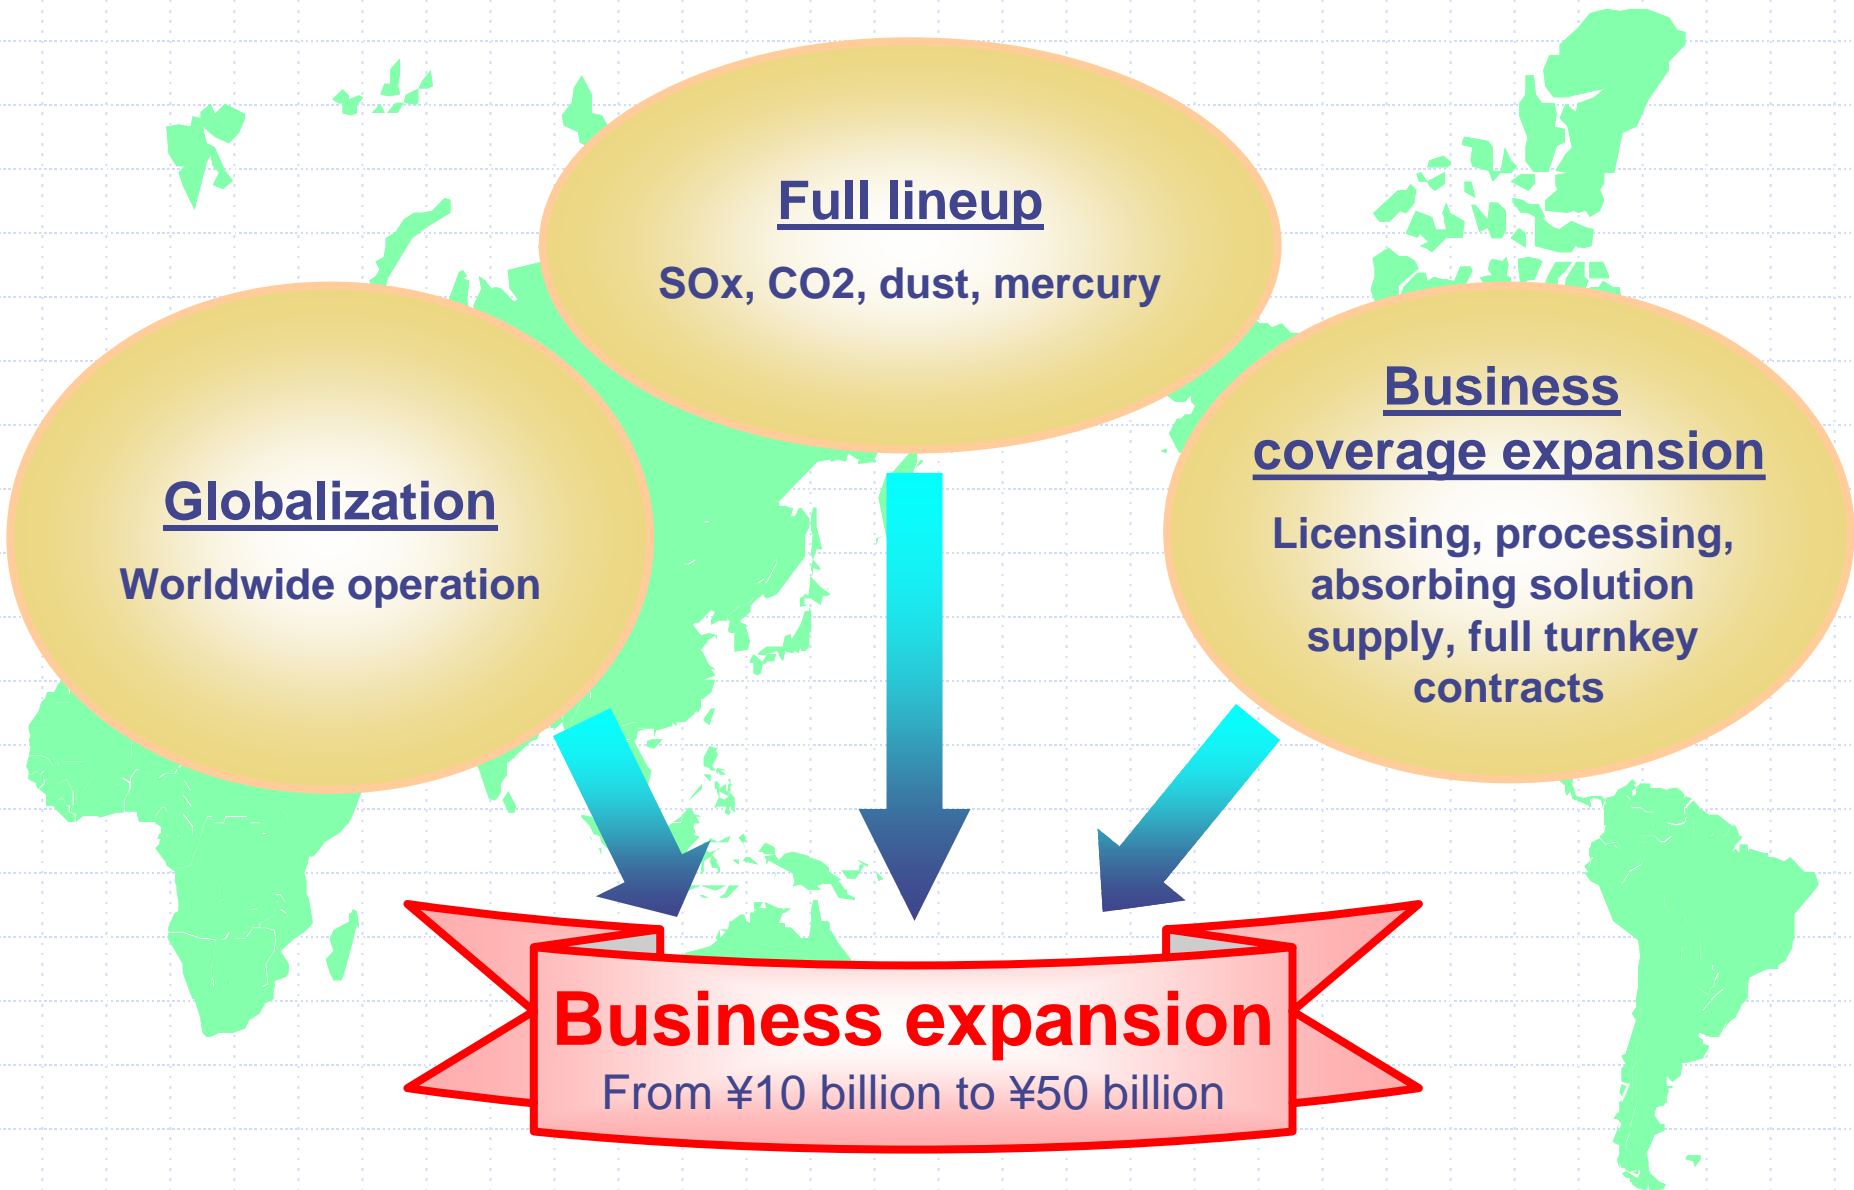 Full lineup
SOx, CO2, dust, mercury
Globalization
Worldwide operation
Business
coverage expansion
Licensing, processing,
absorbing solution
supply, full turnkey
contracts
Business expansion
From ¥10 billion to ¥50 billion